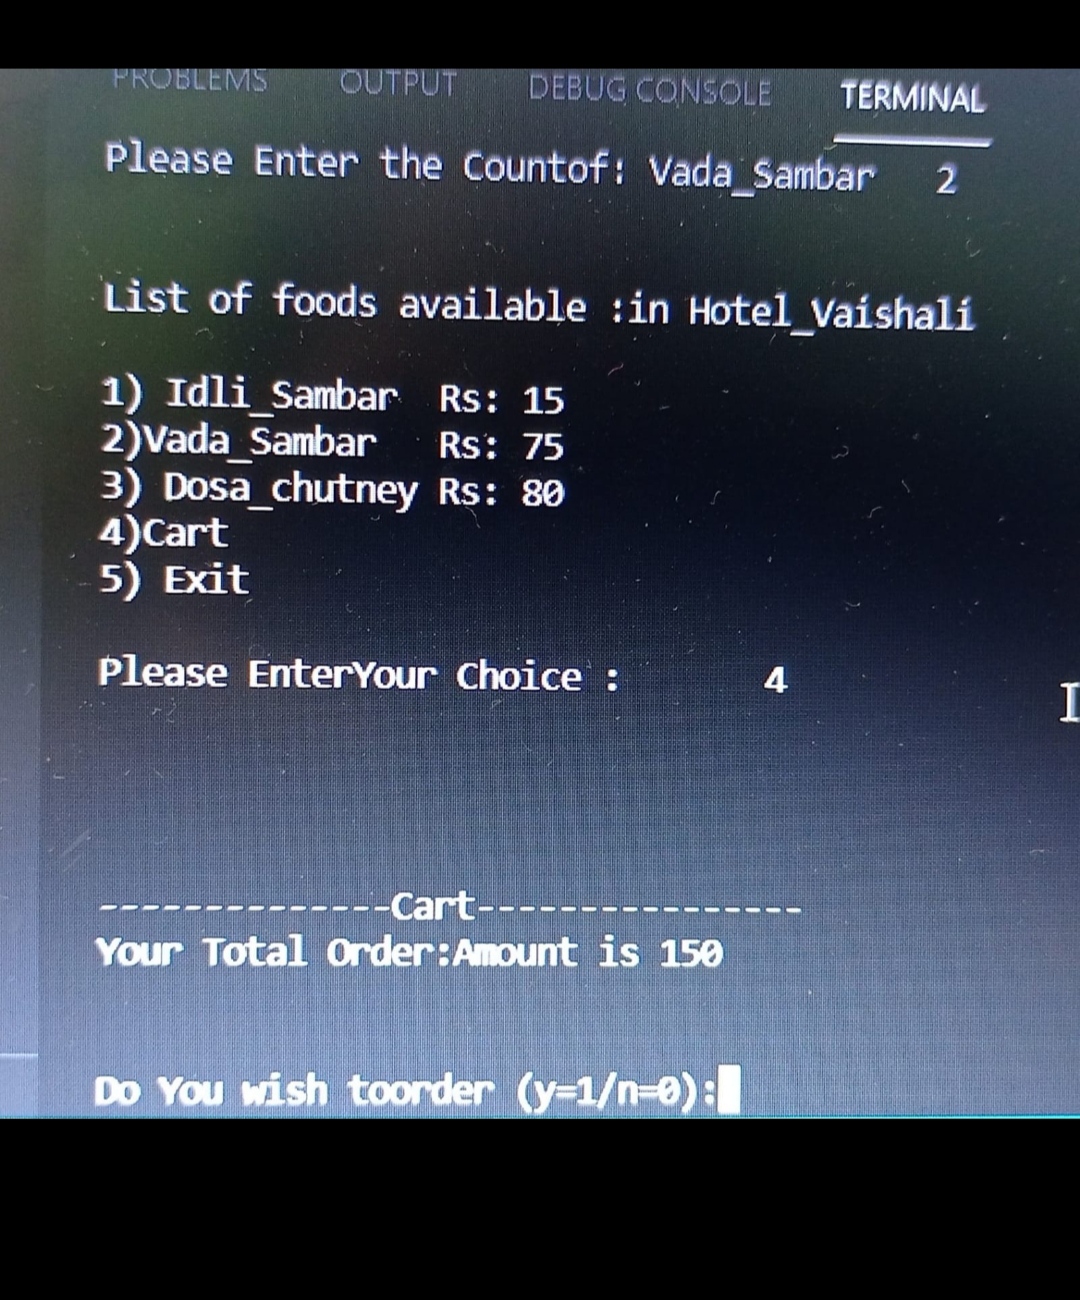 PROBLEMS OUTPUT DEBUG CONSOLE TERMINAL
Please Enter the Countof: Vada_Sambar 2
List of foods available :in Hotel_Vaishali
1) Idli_Sambar Rs: 15
2)Vada_Sambar Rs: 75
3) Dosa_chutney Rs: 80
4)Cart
5) Exit
Please EnterYour Choice : 4
--------------Cart----------------
Your Total Order:Amount is 150
Do You wish toorder (y=1/n=0):